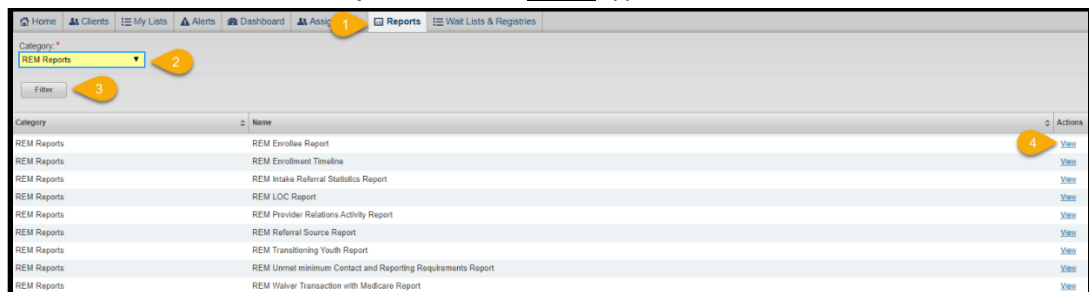 Home Clients My Lists Alerts Dashboard 1 Reports Wait Lists & Registries
Category:*
REM Reports 2
Filter 3
Category Name Actions
REM Reports REM Enrollee Report 4 View
REM Reports REM Enrollment Timeline View
REM Reports REM Intake Referral Statistics Report View
REM Reports REM LOC Report View
REM Reports REM Provider Relations Activity Report View
REM Reports REM Referral Source Report View
REM Reports REM Transitioning Youth Report View
REM Reports REM Unmet minimum Contact and Reporting Requirements Report View
REM Reports REM Waiver Transaction with Medicare Report View